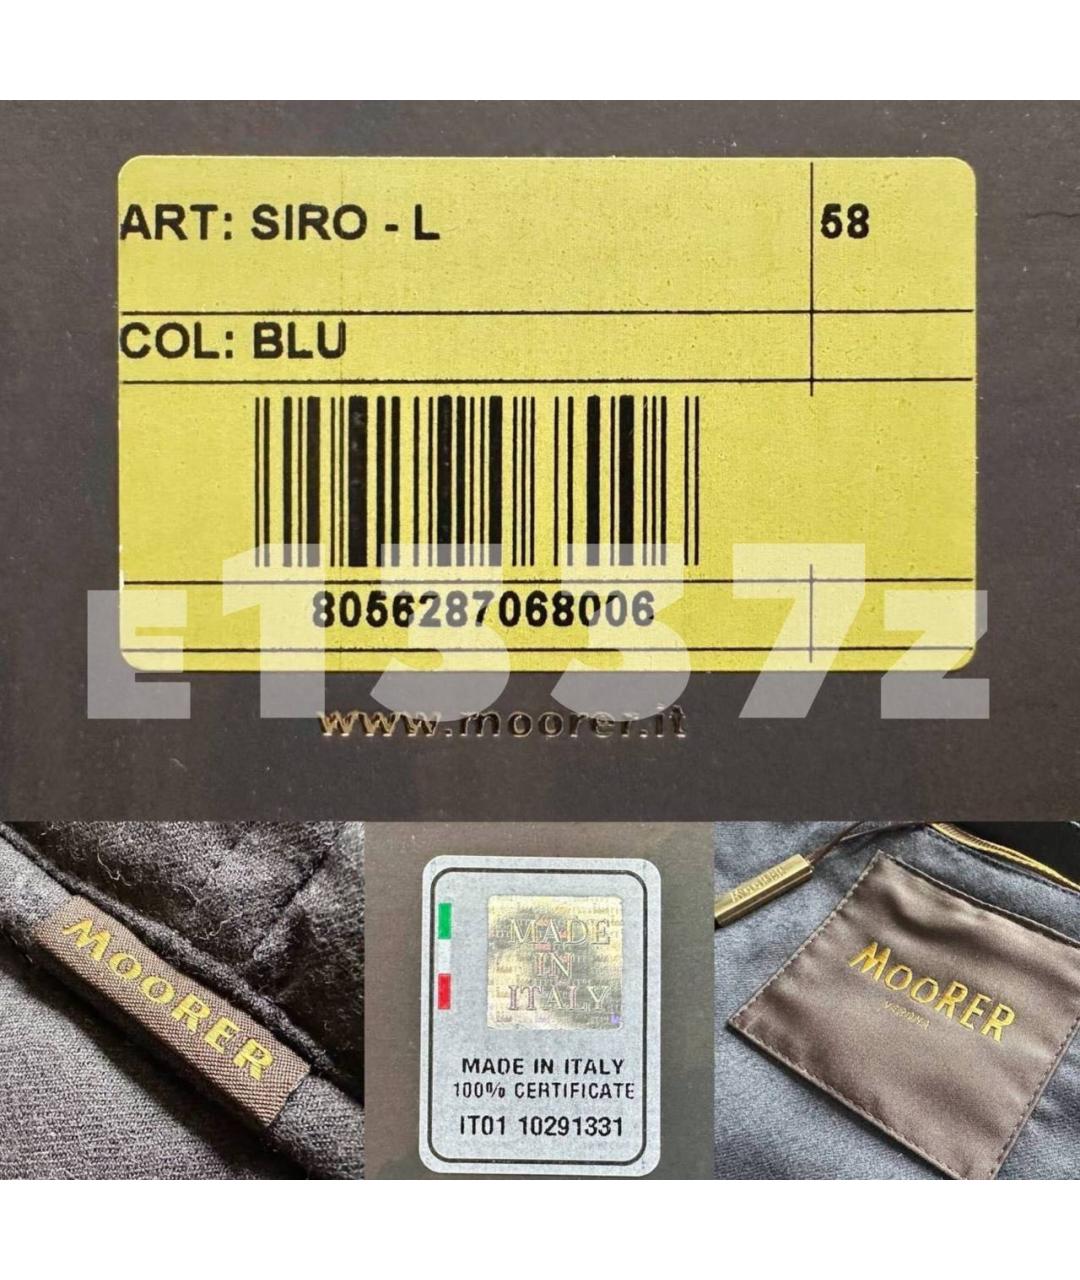 ART: SIRO - L
58
COL: BLU
8056287068006
E1337Z
www.moorer.it
MOORER
MADE
IN
ITALY
MADE IN ITALY
100% CERTIFICATE
IT01 10291331
MOORER
VERONA